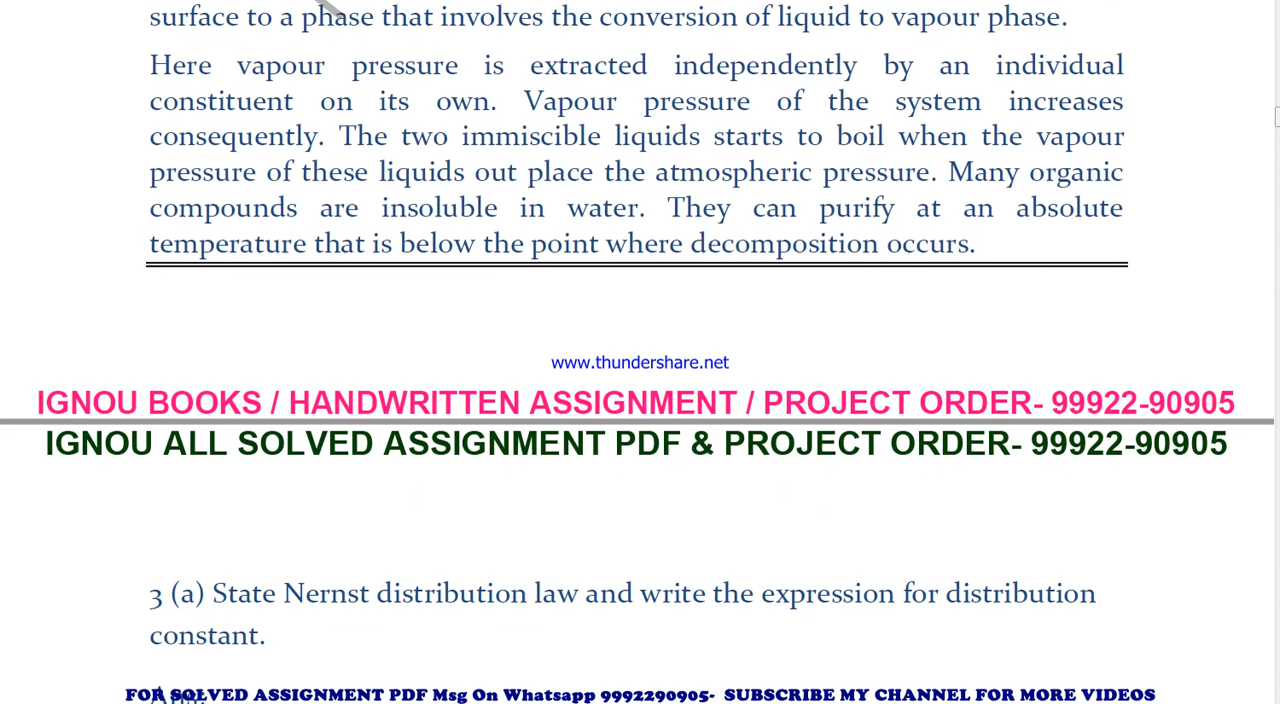 surface to a phase that involves the conversion of liquid to vapour phase.
Here vapour pressure is extracted independently by an individual
constituent on its own. Vapour pressure of the system increases
consequently. The two immiscible liquids starts to boil when the vapour
pressure of these liquids out place the atmospheric pressure. Many organic
compounds are insoluble in water. They can purify at an absolute
temperature that is below the point where decomposition occurs.
www.thundershare.net
IGNOU BOOKS / HANDWRITTEN ASSIGNMENT / PROJECT ORDER- 99922-90905
IGNOU ALL SOLVED ASSIGNMENT PDF & PROJECT ORDER- 99922-90905
3 (a) State Nernst distribution law and write the expression for distribution
constant.
FOR SOLVED ASSIGNMENT PDF Msg On Whatsapp 9992290905- SUBSCRIBE MY CHANNEL FOR MORE VIDEOS